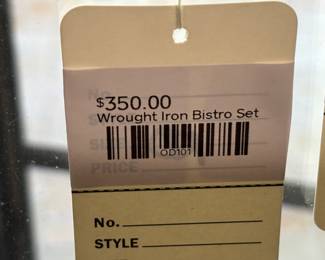 $350.00
Wrought Iron Bistro Set
OD101
PRICE
No.
STYLE